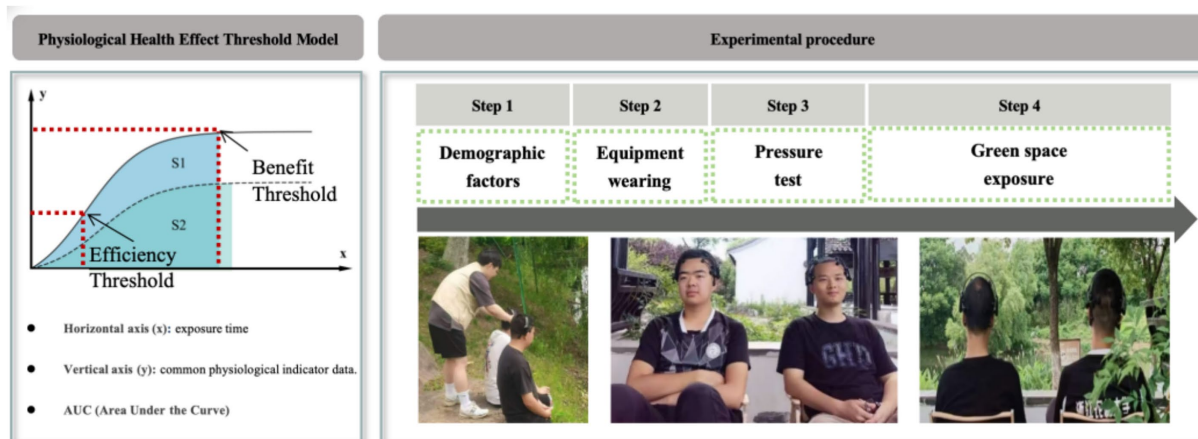 Physiological Health Effect Threshold Model
Experimental procedure
y
S1
S2
Benefit
Threshold
Efficiency
Threshold
x
Horizontal axis (x): exposure time
Vertical axis (y): common physiological indicator data.
AUC (Area Under the Curve)
Step 1
Step 2
Step 3
Step 4
Demographic
factors
Equipment
wearing
Pressure
test
Green space
exposure